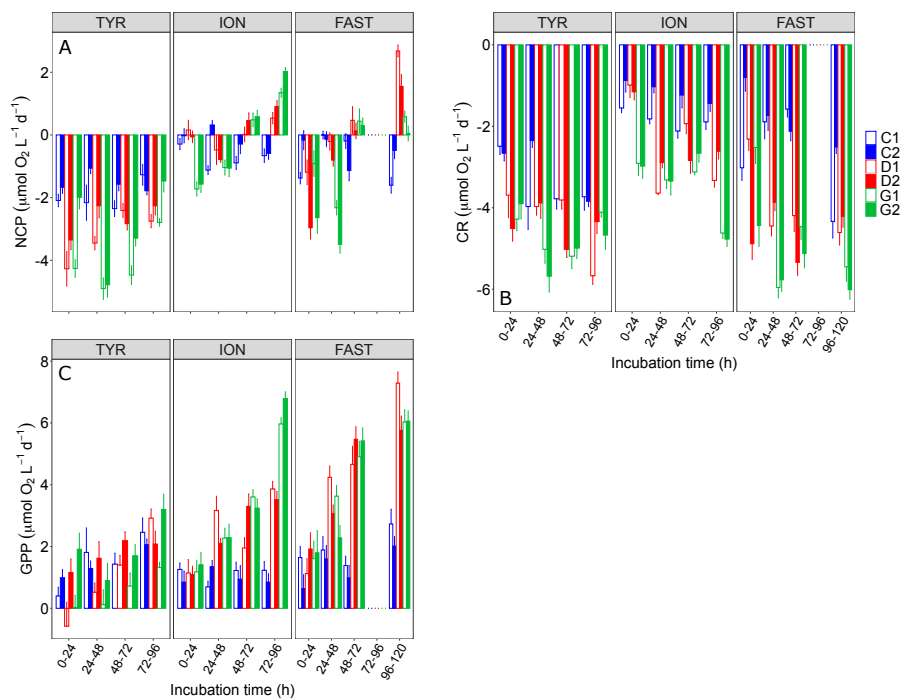 TYR ION FAST
A
NCP (μmol O2 L−1 d−1)
2
0
-2
-4
TYR ION FAST
B
CR (μmol O2 L−1 d−1)
0
-2
-4
-6
0-24 24-48 48-72 72-96 0-24 24-48 48-72 72-96 0-24 24-48 48-72 72-96 96-120
Incubation time (h)
C1
C2
D1
D2
G1
G2
TYR ION FAST
C
GPP (μmol O2 L−1 d−1)
8
6
4
2
0
0-24 24-48 48-72 72-96 0-24 24-48 48-72 72-96 0-24 24-48 48-72 72-96 96-120
Incubation time (h)